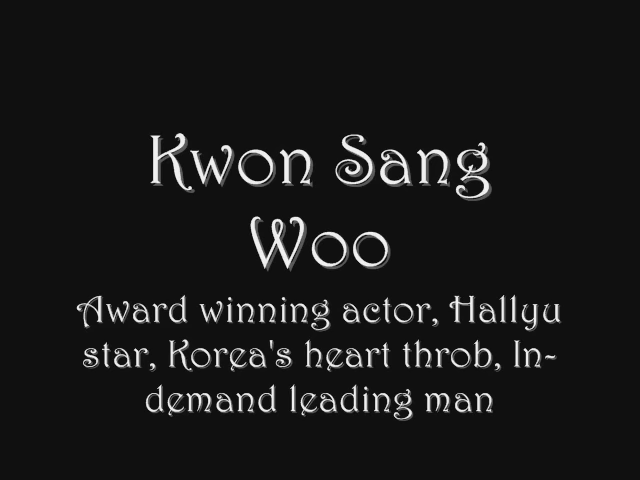 Kwon Sang
Woo
Award winning actor, Hallyu
star, Korea's heart throb, In-
demand leading man